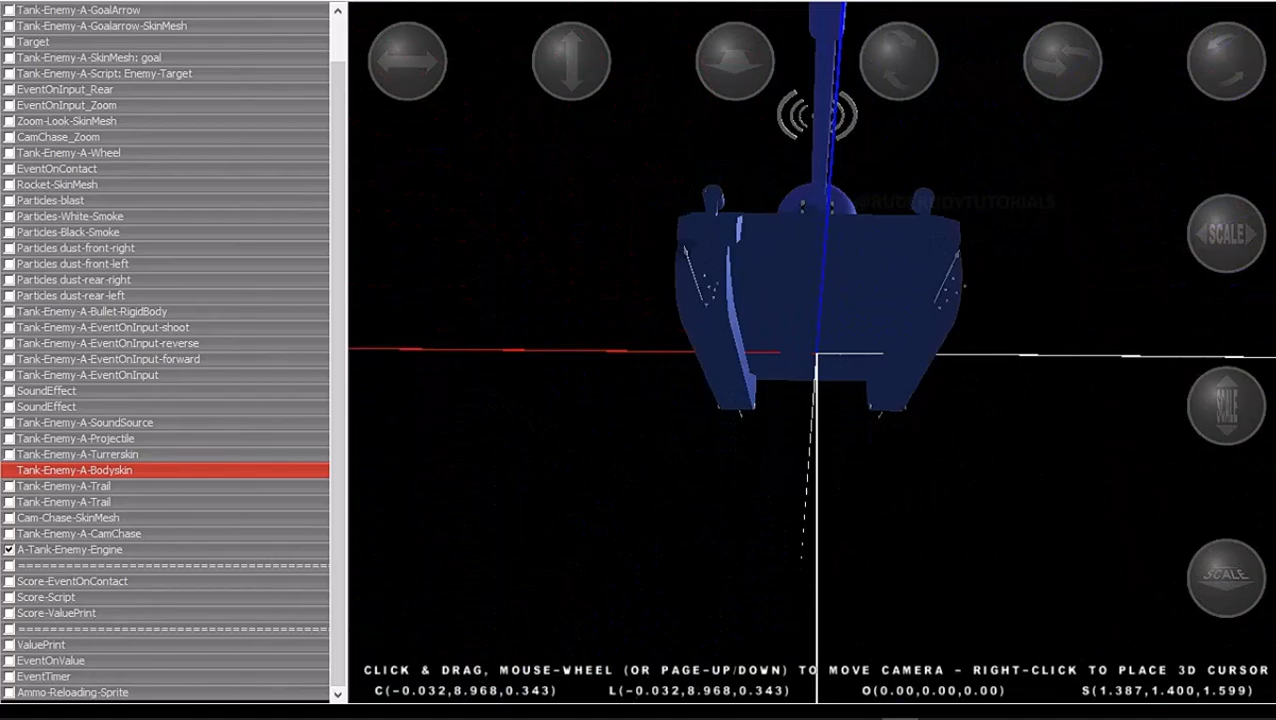 Tank-Enemy-A-GoalArrow
Tank-Enemy-A-Goalarrow-SkinMesh
Target
Tank-Enemy-A-SkinMesh: goal
Tank-Enemy-A-Script: Enemy-Target
EventOnInput_Rear
EventOnInput_Zoom
Zoom-Look-SkinMesh
CamChase_Zoom
Tank-Enemy-A-Wheel
EventOnContact
Rocket-SkinMesh
Particles-blast
Particles-White-Smoke
Particles-Black-Smoke
Particles dust-front-right
Particles dust-front-left
Particles dust-rear-right
Particles dust-rear-left
Tank-Enemy-A-Bullet-RigidBody
Tank-Enemy-A-EventOnInput-shoot
Tank-Enemy-A-EventOnInput-reverse
Tank-Enemy-A-EventOnInput-forward
Tank-Enemy-A-EventOnInput
SoundEffect
SoundEffect
Tank-Enemy-A-SoundSource
Tank-Enemy-A-Projectile
Tank-Enemy-A-Turrerskin
Tank-Enemy-A-Bodyskin
Tank-Enemy-A-Trail
Tank-Enemy-A-Trail
Cam-Chase-SkinMesh
Tank-Enemy-A-CamChase
A-Tank-Enemy-Engine
=======================================
Score-EventOnContact
Score-Script
Score-ValuePrint
=======================================
ValuePrint
EventOnValue
EventTimer
Ammo-Reloading-Sprite
SCALE
SCALE
SCALE
CLICK & DRAG, MOUSE-WHEEL (OR PAGE-UP/DOWN) TO MOVE CAMERA - RIGHT-CLICK TO PLACE 3D CURSOR
C(-0.032,8.968,0.343) L(-0.032,8.968,0.343) O(0.00,0.00,0.00) S(1.387,1.400,1.599)